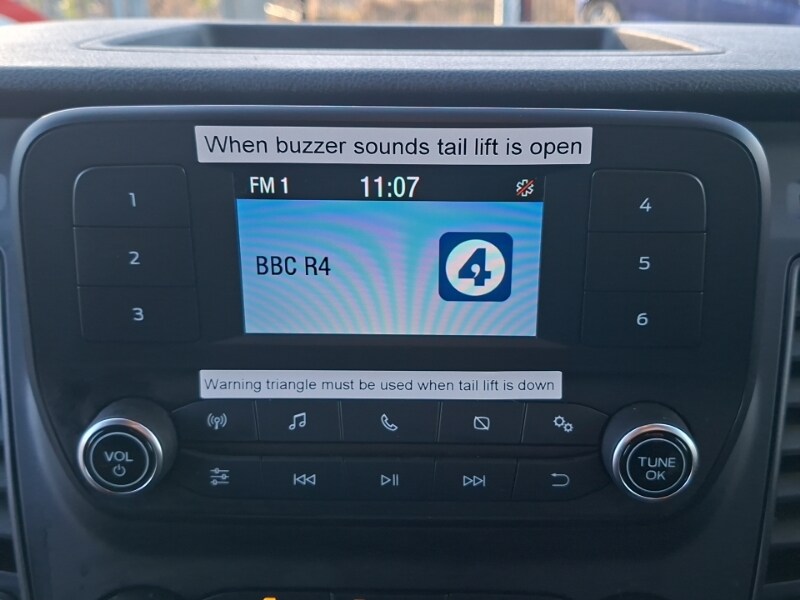 When buzzer sounds tail lift is open
FM 1 11:07
1
4
BBC R4 4
2
5
3
6
Warning triangle must be used when tail lift is down
VOL
TUNE
OK